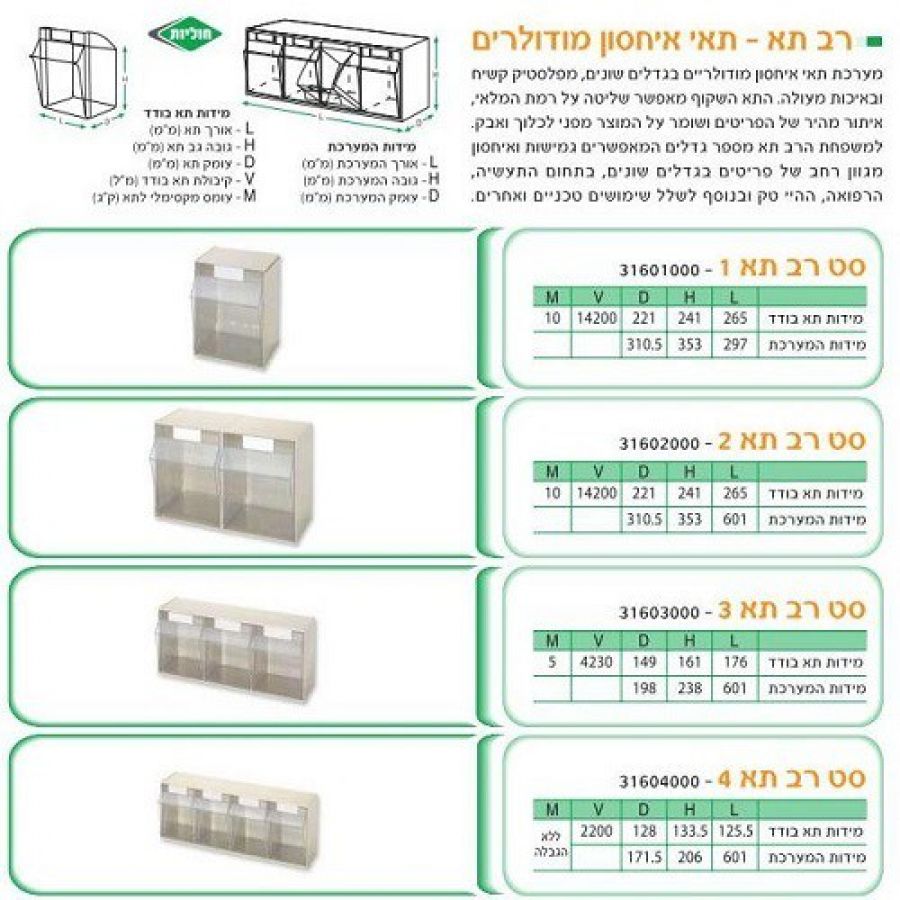 רב תא - תאי איחסון מודולרים
מערכת תאי איחסון מודולריים בגדלים שונים, מפלסטיק קשיח
ובאיכות מעולה. התא השקוף מאפשר שליטה על רמת המלאי,
איתור מהיר של הפריטים ושומר על המוצר מפני לכלוך ואבק.
למשפחת הרב תא מספר גדלים המאפשרים גמישות ואיחסון
מגוון רחב של פריטים בגדלים שונים, בתחום התעשיה,
הרפואה, ההיי טק ובנוסף לשלל שימושים טכניים ואחרים.
H
L
D
מידות המערכת
L - אורך המערכת (מ"מ)
H - גובה המערכת (מ"מ)
D - עומק המערכת (מ"מ)
חוליות
H
L
D
מידות תא בודד
L - אורך תא (מ"מ)
H - גובה גב תא (מ"מ)
D - עומק תא (מ"מ)
V - קיבולת תא בודד (מ"ל)
M - עומס מקסימלי לתא (ק"ג)
סט רב תא 1 - 31601000
L H D V M
מידות תא בודד 265 241 221 14200 10
מידות המערכת 297 353 310.5
סט רב תא 2 - 31602000
L H D V M
מידות תא בודד 265 241 221 14200 10
מידות המערכת 601 353 310.5
סט רב תא 3 - 31603000
L H D V M
מידות תא בודד 176 161 149 4230 5
מידות המערכת 601 238 198
סט רב תא 4 - 31604000
L H D V M
מידות תא בודד 125.5 133.5 128 2200 ללא הגבלה
מידות המערכת 601 206 171.5